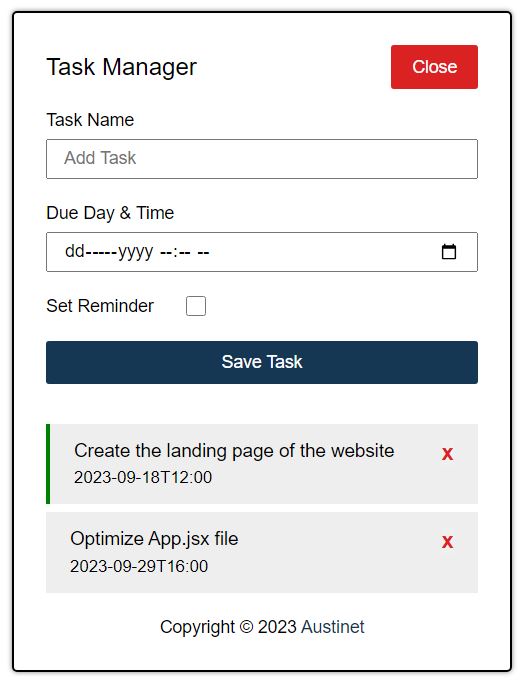 Task Manager
Close
Task Name
Add Task
Due Day & Time
dd-----yyyy --:-- --
Set Reminder
Save Task
Create the landing page of the website
x
2023-09-18T12:00
Optimize App.jsx file
x
2023-09-29T16:00
Copyright © 2023 Austinet